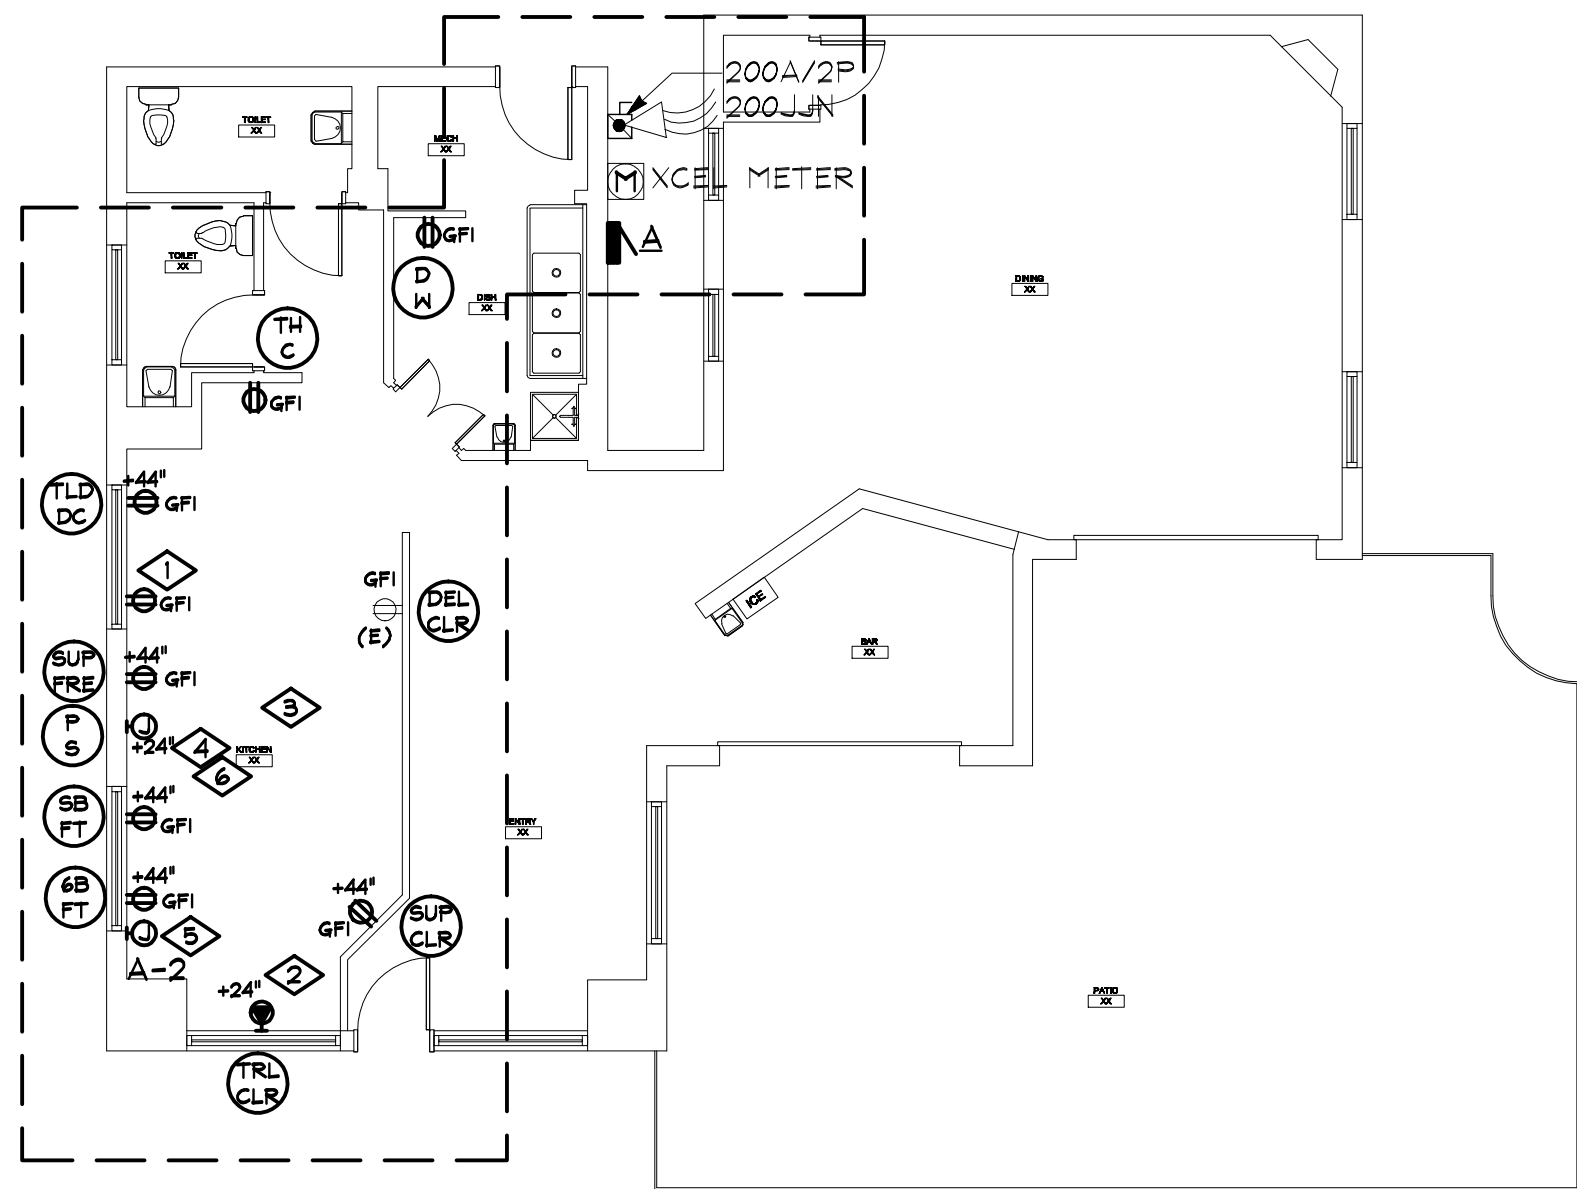 200A/2P
200JJN
TOILET
XX
MECH
XX
M
XCEL METER
A
GFI
D
W
TOILET
XX
DISH
XX
DINING
XX
TH
C
GFI
TLD
DC
+44"
GFI
1
GFI
GFI
(E)
DEL
CLR
ICE
BAR
XX
SUP
FRE
+44"
GFI
3
P
S
J
+24"
4
KITCHEN
XX
6
SB
FT
+44"
GFI
ENTRY
XX
6B
FT
+44"
GFI
+44"
GFI
SUP
CLR
J
5
A-2
2
+24"
PATIO
XX
TRL
CLR